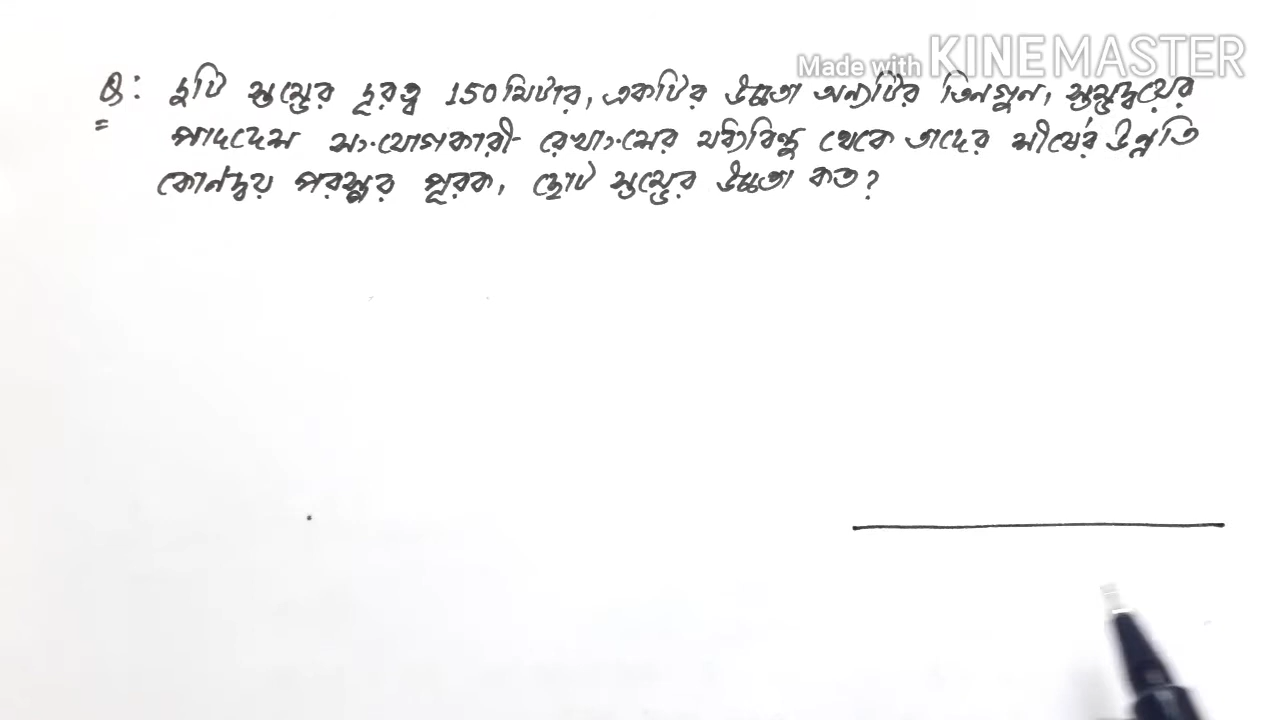 Made with KINEMASTER
Q: দুটি স্তম্ভের দূরত্ব 150 মিটার, একটির উচ্চতা অন্যটির তিনগুন, স্তম্ভদ্বয়ের
পাদদেশ সংযোগকারী রেখাংশের মধ্যবিন্দু থেকে তাদের শীর্ষের উন্নতি
কোনদ্বয় পরস্পর পূরক, ছোট স্তম্ভের উচ্চতা কত?